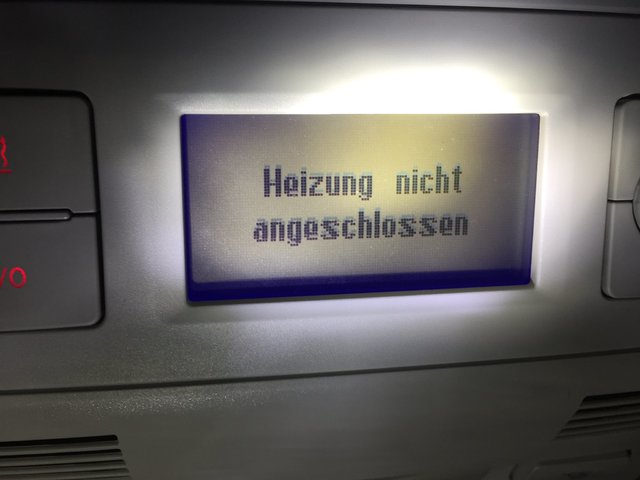 Heizung nicht
angeschlossen